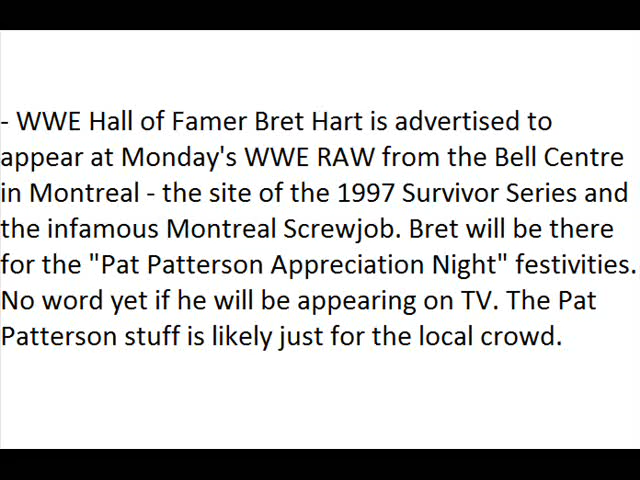 - WWE Hall of Famer Bret Hart is advertised to
appear at Monday's WWE RAW from the Bell Centre
in Montreal - the site of the 1997 Survivor Series and
the infamous Montreal Screwjob. Bret will be there
for the "Pat Patterson Appreciation Night" festivities.
No word yet if he will be appearing on TV. The Pat
Patterson stuff is likely just for the local crowd.